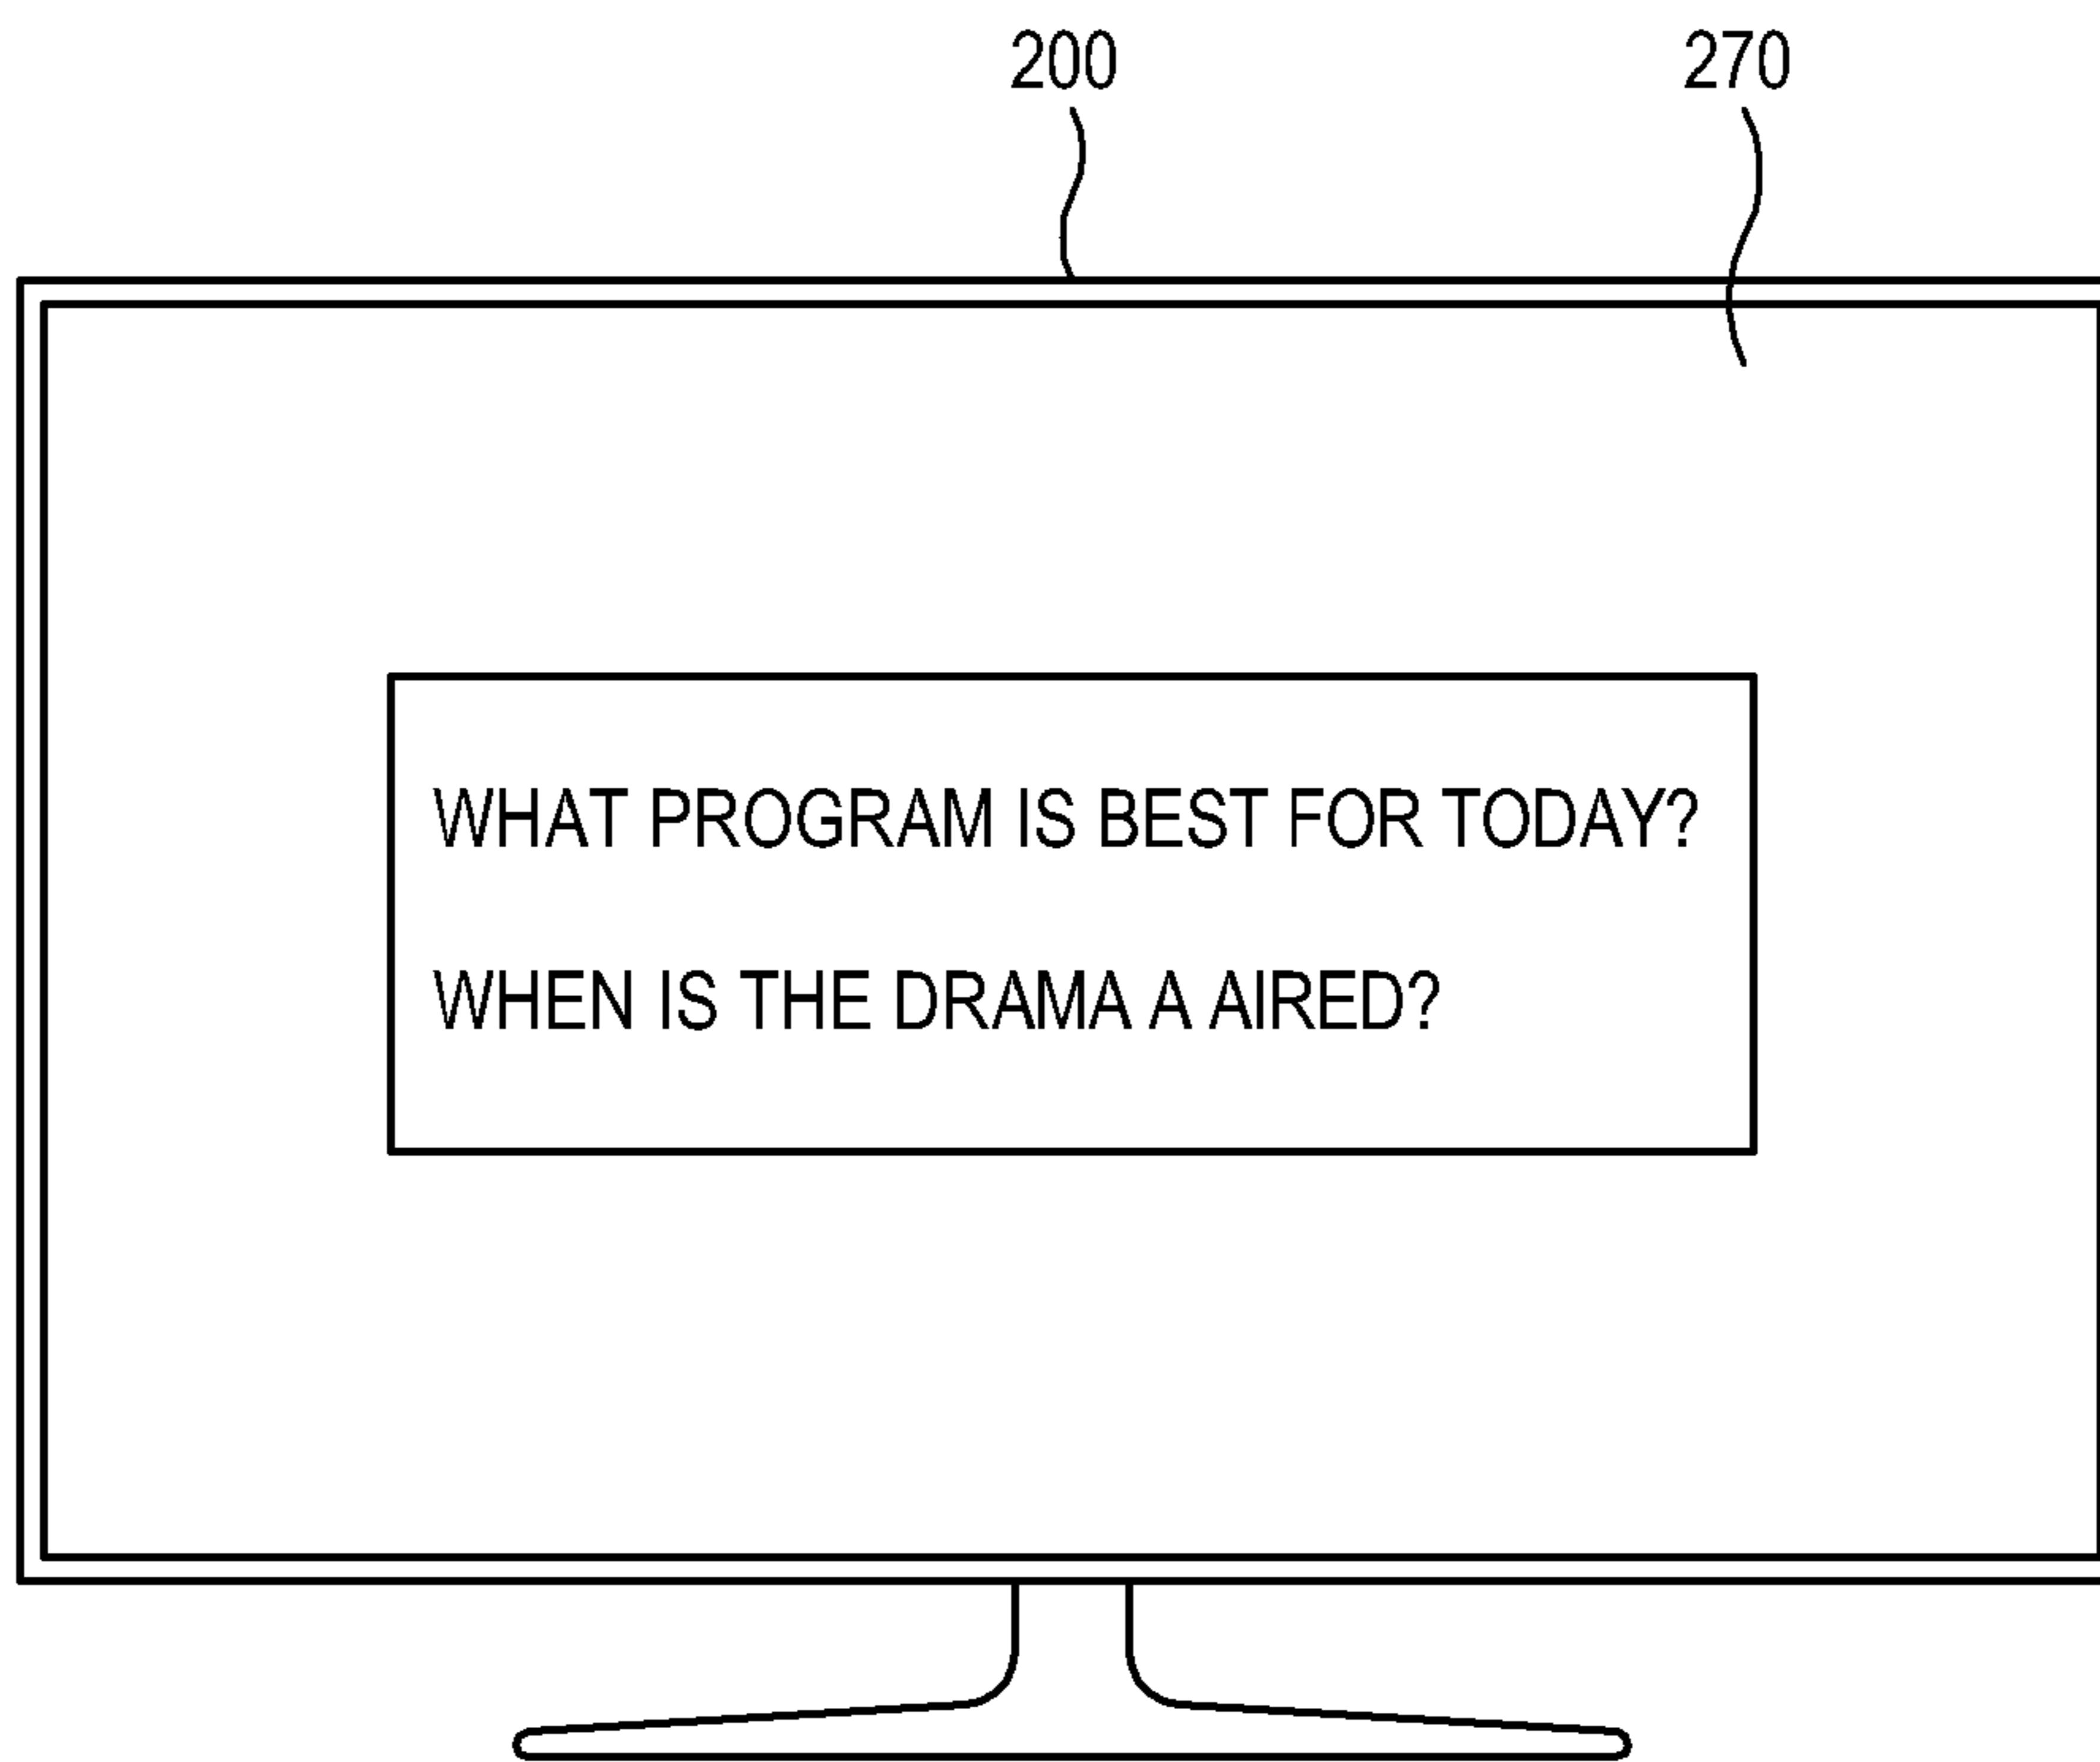 200 270
WHAT PROGRAM IS BEST FOR TODAY?
WHEN IS THE DRAMA A AIRED?